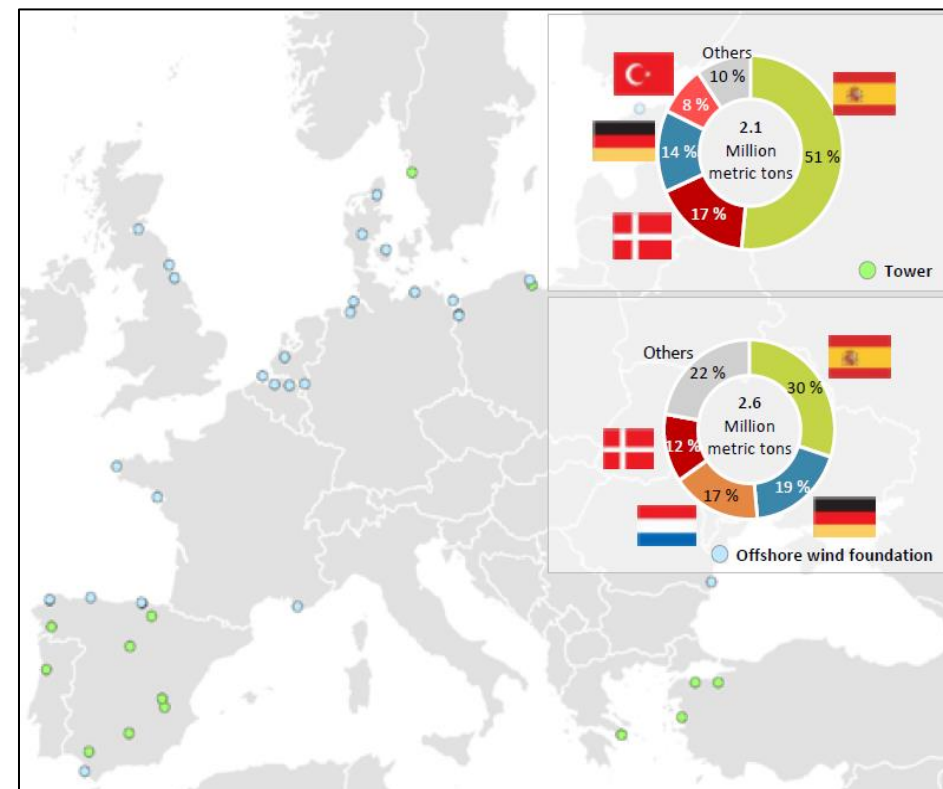 Others
10 %
8 %
14 %
17 %
51 %
2.1
Million
metric tons
Tower
Others
22 %
30 %
12 %
19 %
17 %
2.6
Million
metric tons
Offshore wind foundation